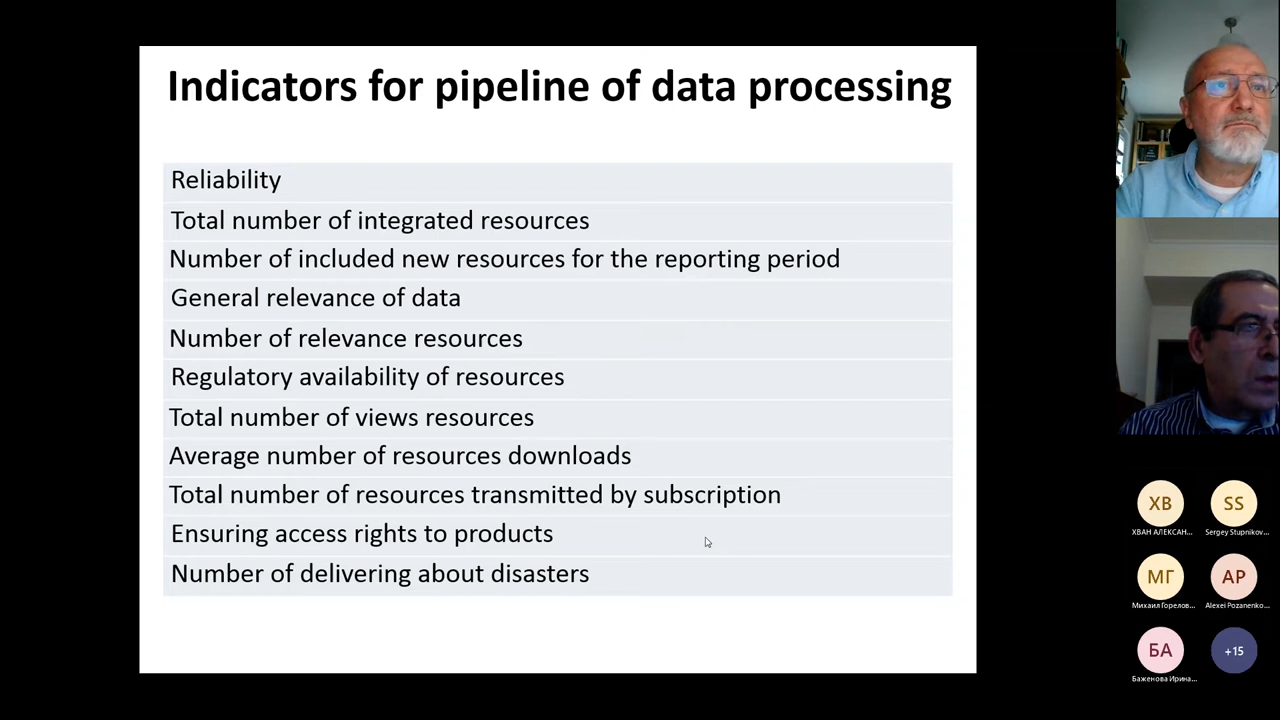 Indicators for pipeline of data processing
Reliability
Total number of integrated resources
Number of included new resources for the reporting period
General relevance of data
Number of relevance resources
Regulatory availability of resources
Total number of views resources
Average number of resources downloads
Total number of resources transmitted by subscription
Ensuring access rights to products
Number of delivering about disasters
ХВ
SS
ХВАН АЛЕКСАН...
Sergey Stupnikov...
МГ
AP
Михаил Горелов...
Alexei Pozanenko...
БА
+15
Баженова Ирина...